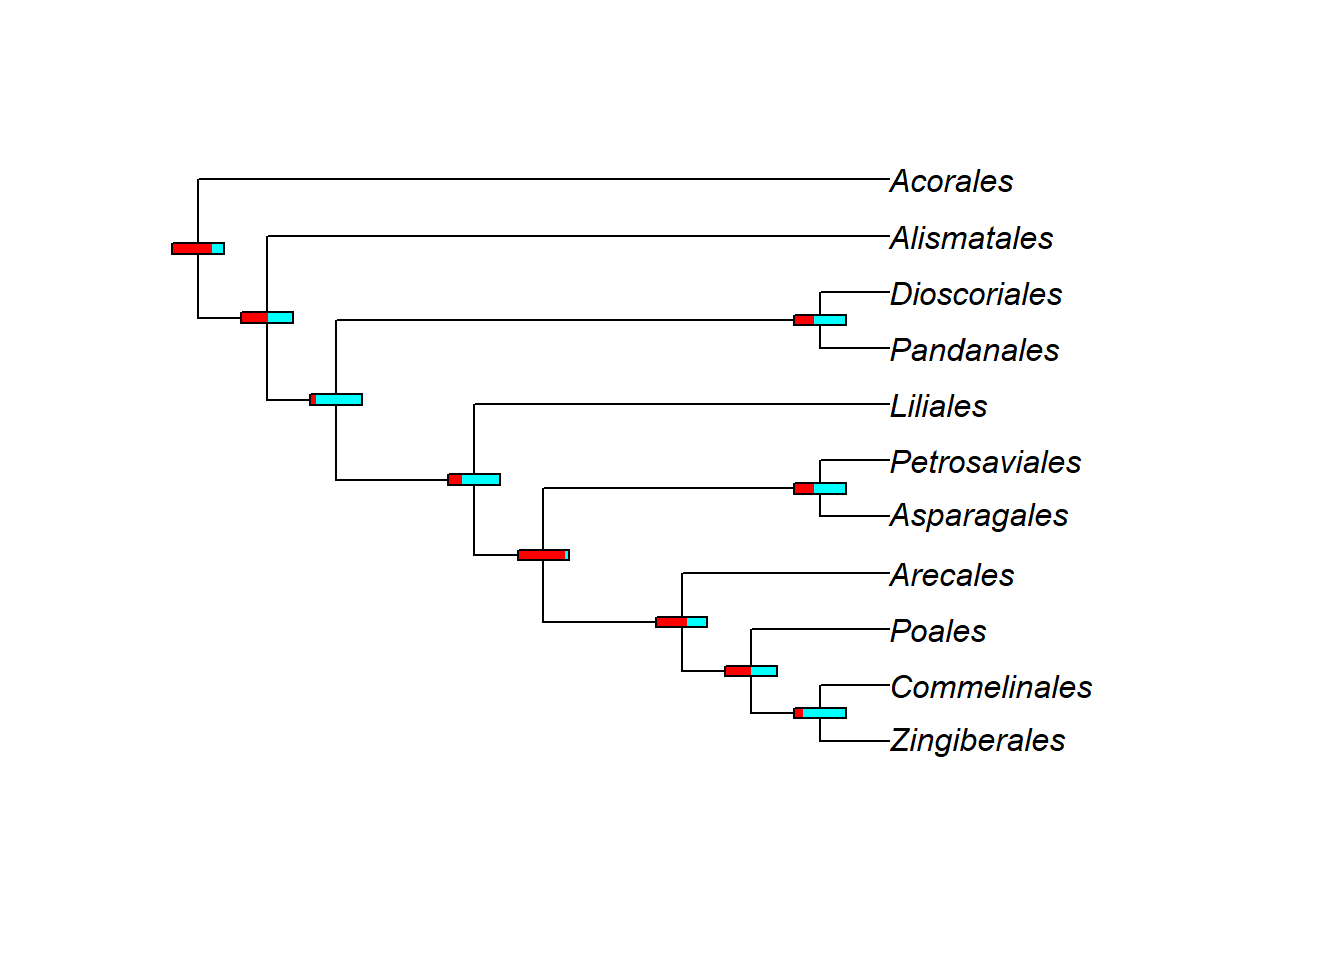 Acorales
Alismatales
Dioscoriales
Pandanales
Liliales
Petrosaviales
Asparagales
Arecales
Poales
Commelinales
Zingiberales